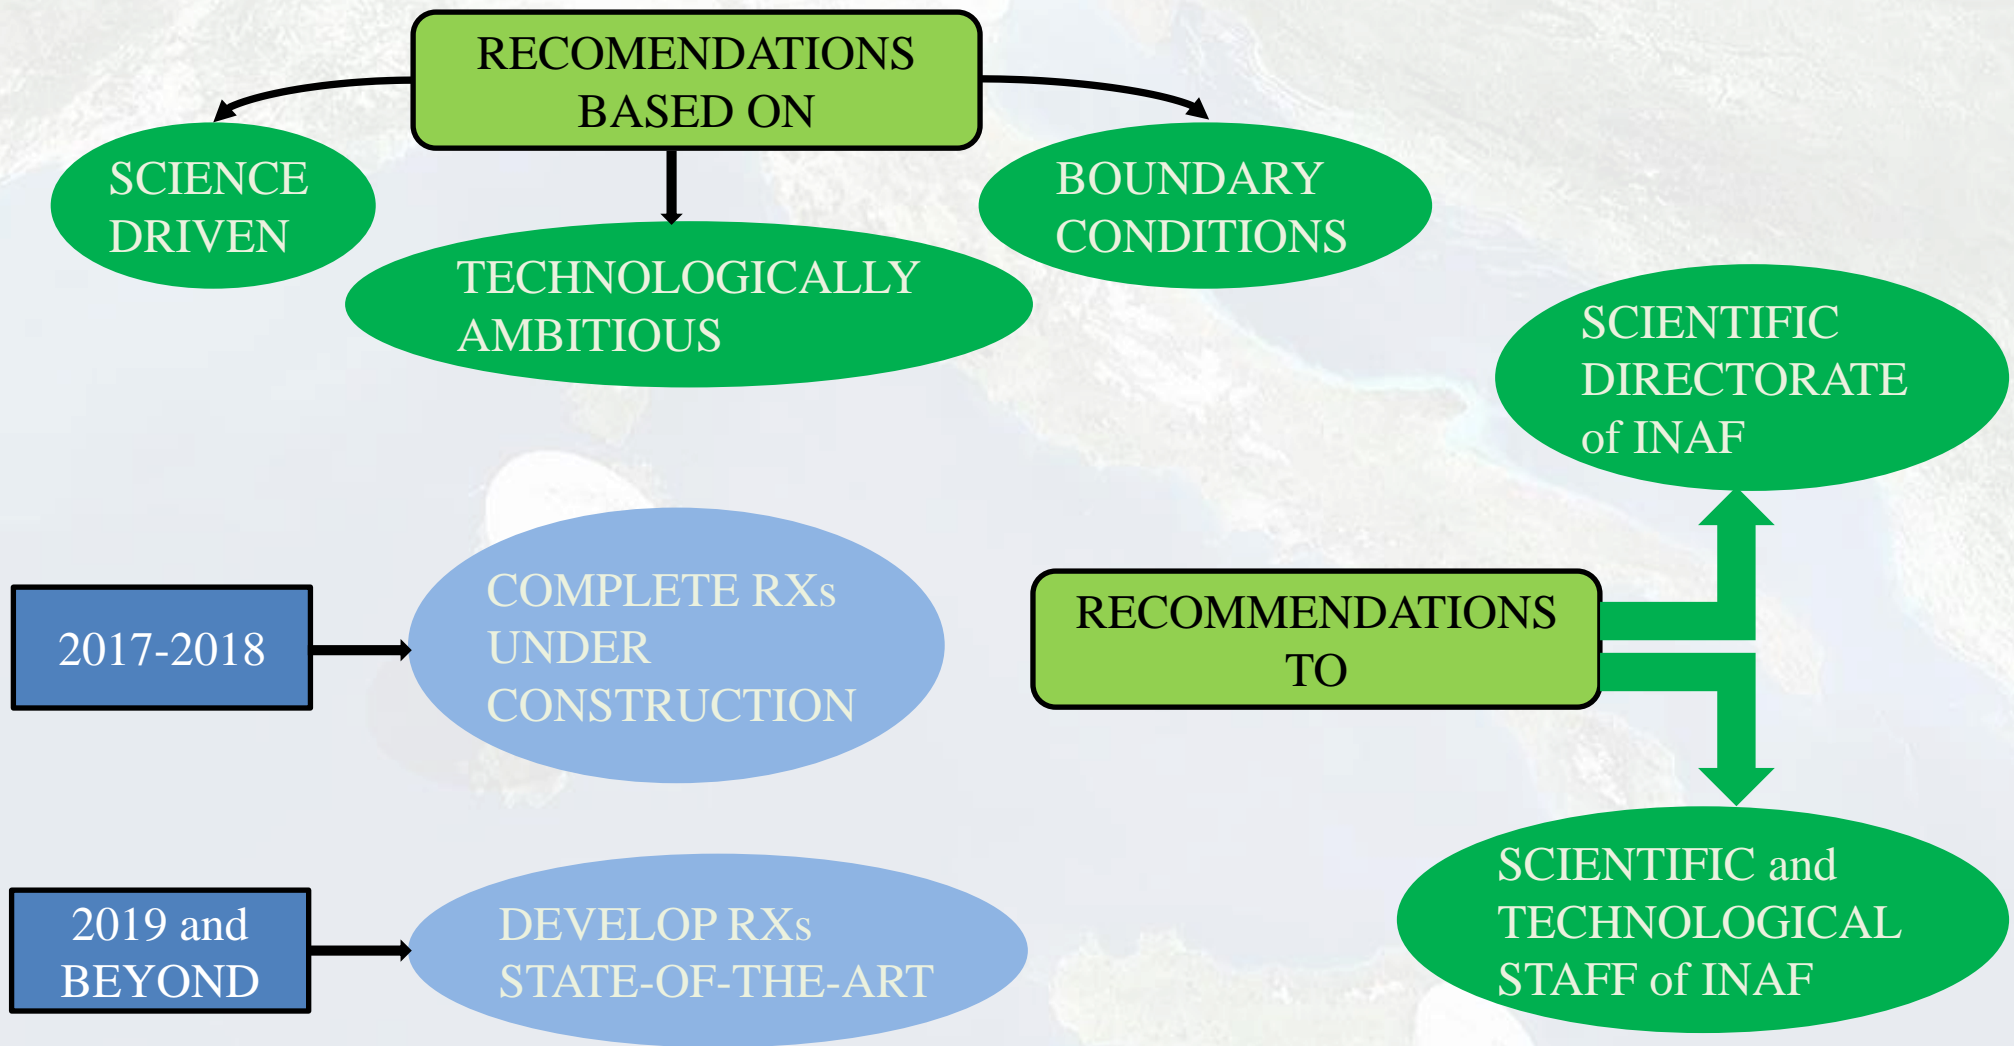 RECOMENDATIONS
BASED ON
SCIENCE
DRIVEN
TECHNOLOGICALLY
AMBITIOUS
BOUNDARY
CONDITIONS
SCIENTIFIC
DIRECTORATE
of INAF
2017-2018
COMPLETE RXs
UNDER
CONSTRUCTION
RECOMMENDATIONS
TO
2019 and
BEYOND
DEVELOP RXs
STATE-OF-THE-ART
SCIENTIFIC and
TECHNOLOGICAL
STAFF of INAF